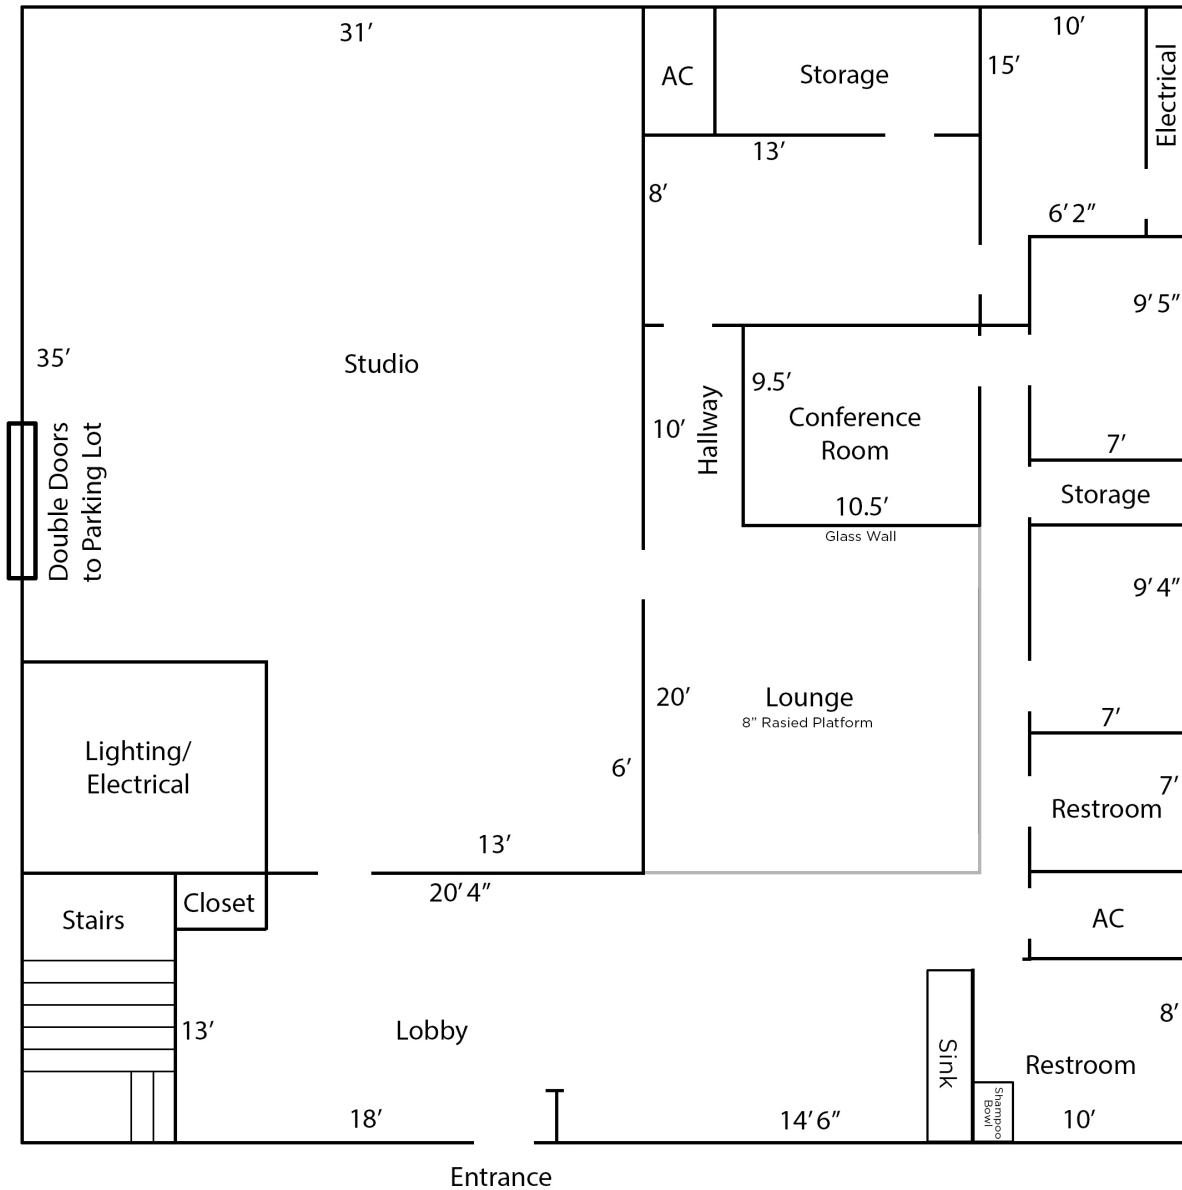 31′
10′
AC
Storage
15′
Electrical
13′
8′
6′ 2″
9′ 5″
35′
Studio
9.5′
Hallway
10′
Conference
Room
7′
Storage
10.5′
Glass Wall
Double Doors
to Parking Lot
9′ 4″
20′
Lounge
8" Rasied Platform
7′
6′
Lighting/
Electrical
7′
Restroom
13′
20′ 4″
Stairs
Closet
AC
13′
Lobby
Sink
8′
Restroom
Shampoo
Bowl
18′
14′ 6″
10′
Entrance